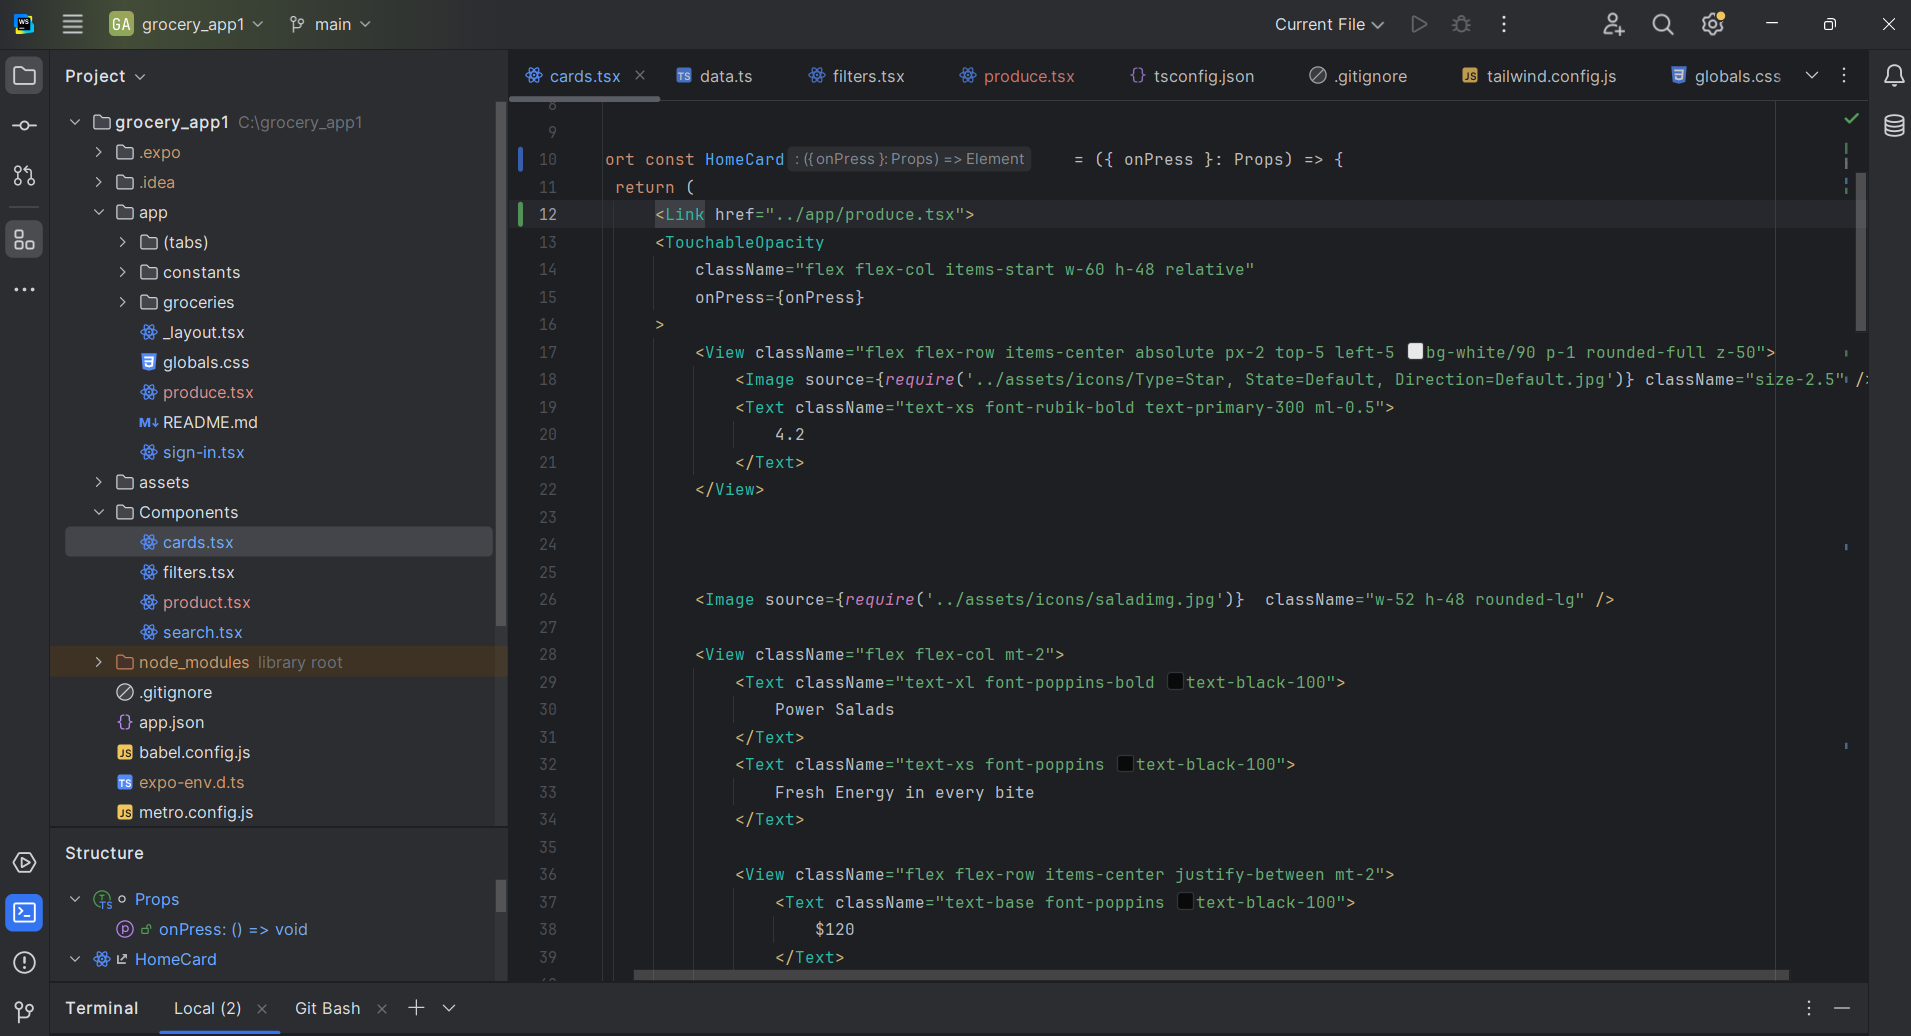 GA grocery_app1 main Current File
Project
grocery_app1 C:\grocery_app1
.expo
.idea
app
(tabs)
constants
groceries
_layout.tsx
globals.css
produce.tsx
M↓ README.md
sign-in.tsx
assets
Components
cards.tsx
filters.tsx
product.tsx
search.tsx
node_modules library root
.gitignore
{} app.json
JS babel.config.js
TS expo-env.d.ts
JS metro.config.js
Structure
Props
onPress: () => void
HomeCard
cards.tsx TS data.ts filters.tsx produce.tsx {} tsconfig.json .gitignore JS tailwind.config.js globals.css
8
9
10 ort const HomeCard : ({ onPress }: Props) => Element = ({ onPress }: Props) => {
11 return (
12 <Link href="../app/produce.tsx">
13 <TouchableOpacity
14 className="flex flex-col items-start w-60 h-48 relative"
15 onPress={onPress}
16 >
17 <View className="flex flex-row items-center absolute px-2 top-5 left-5 bg-white/90 p-1 rounded-full z-50">
18 <Image source={require('../assets/icons/Type=Star, State=Default, Direction=Default.jpg')} className="size-2.5" />
19 <Text className="text-xs font-rubik-bold text-primary-300 ml-0.5">
20 4.2
21 </Text>
22 </View>
23
24
25
26 <Image source={require('../assets/icons/saladimg.jpg')} className="w-52 h-48 rounded-lg" />
27
28 <View className="flex flex-col mt-2">
29 <Text className="text-xl font-poppins-bold text-black-100">
30 Power Salads
31 </Text>
32 <Text className="text-xs font-poppins text-black-100">
33 Fresh Energy in every bite
34 </Text>
35
36 <View className="flex flex-row items-center justify-between mt-2">
37 <Text className="text-base font-poppins text-black-100">
38 $120
39 </Text>
Terminal Local (2) Git Bash